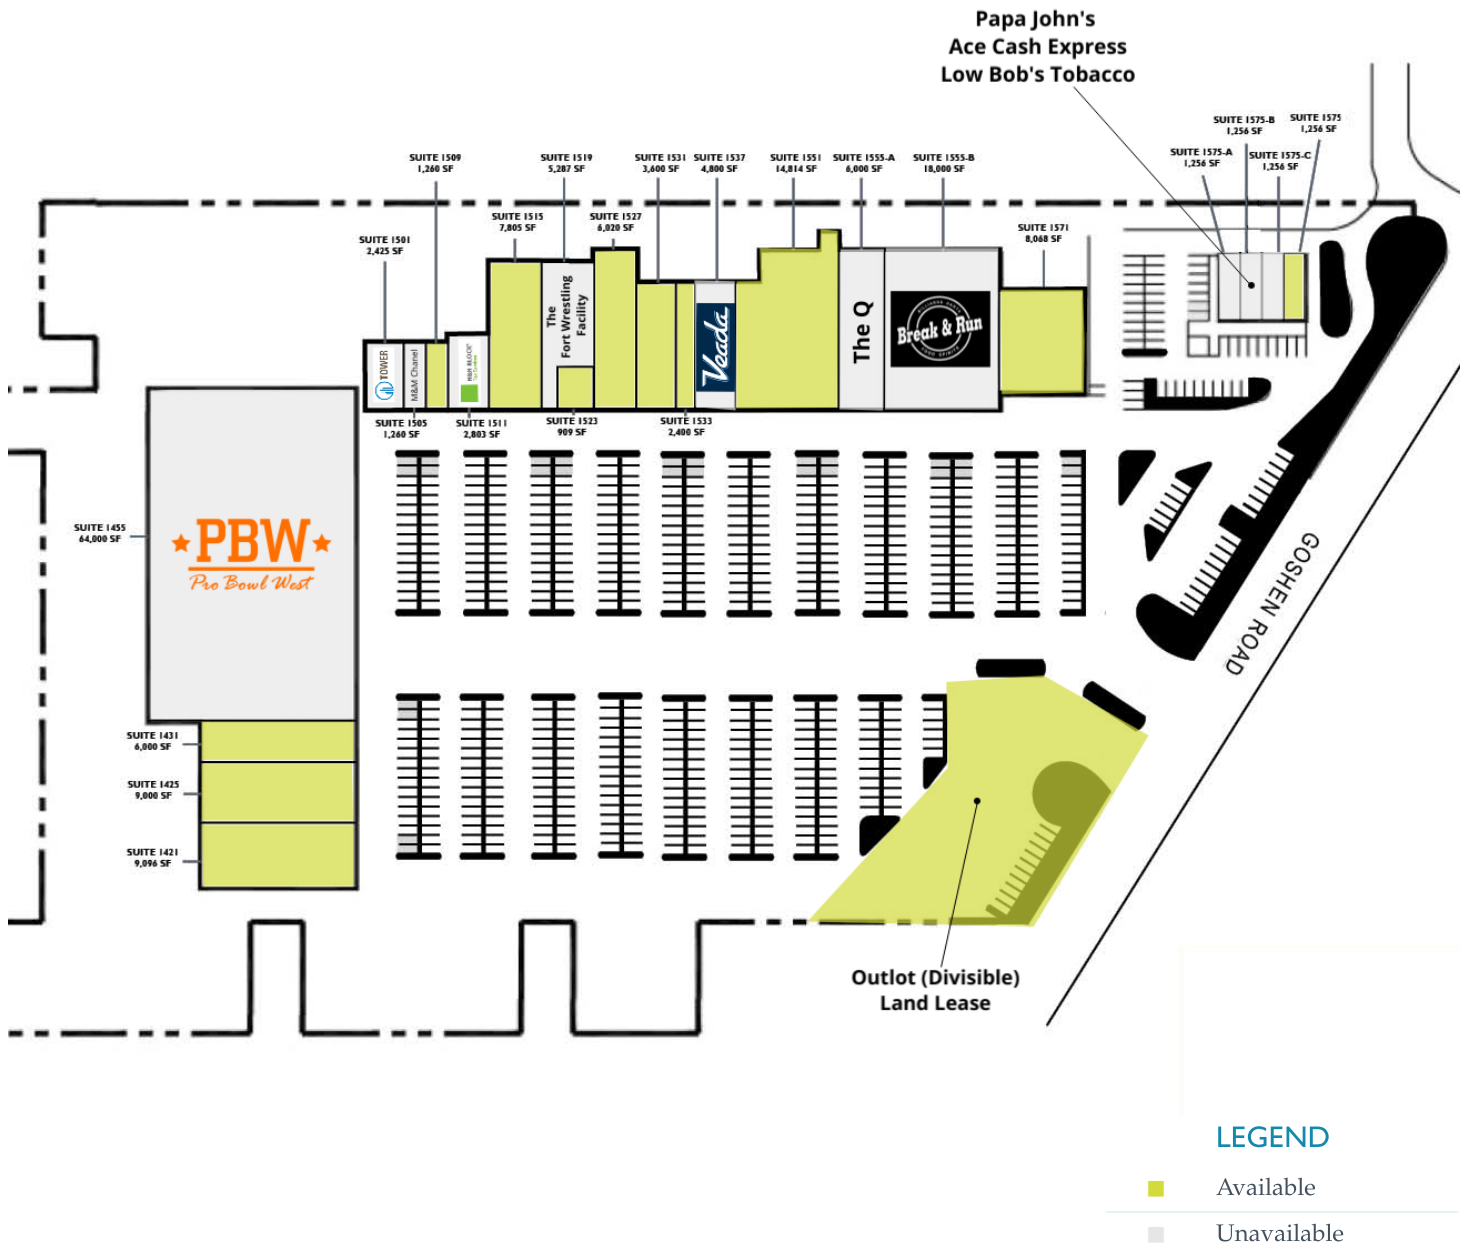 Papa John's
Ace Cash Express
Low Bob's Tobacco
SUITE 1575-B
1,256 SF
SUITE 1575
1,256 SF
SUITE 1575-A
1,256 SF
SUITE 1575-C
1,256 SF
SUITE 1509
1,260 SF
SUITE 1519
5,287 SF
SUITE 1531
3,600 SF
SUITE 1537
4,800 SF
SUITE 1551
14,814 SF
SUITE 1555-A
6,000 SF
SUITE 1555-B
18,000 SF
SUITE 1501
2,425 SF
SUITE 1515
7,805 SF
SUITE 1527
6,020 SF
SUITE 1571
8,068 SF
TOWER
M&M Chanel
H&R BLOCK
The
Fort Wrestling
Facility
Veada
The Q
Break & Run
SUITE 1505
1,260 SF
SUITE 1511
2,803 SF
SUITE 1523
909 SF
SUITE 1533
2,400 SF
SUITE 1455
64,000 SF
PBW
Pro Bowl West
GOSHEN ROAD
SUITE 1431
6,000 SF
SUITE 1425
9,000 SF
SUITE 1421
9,096 SF
Outlot (Divisible)
Land Lease
LEGEND
Available
Unavailable